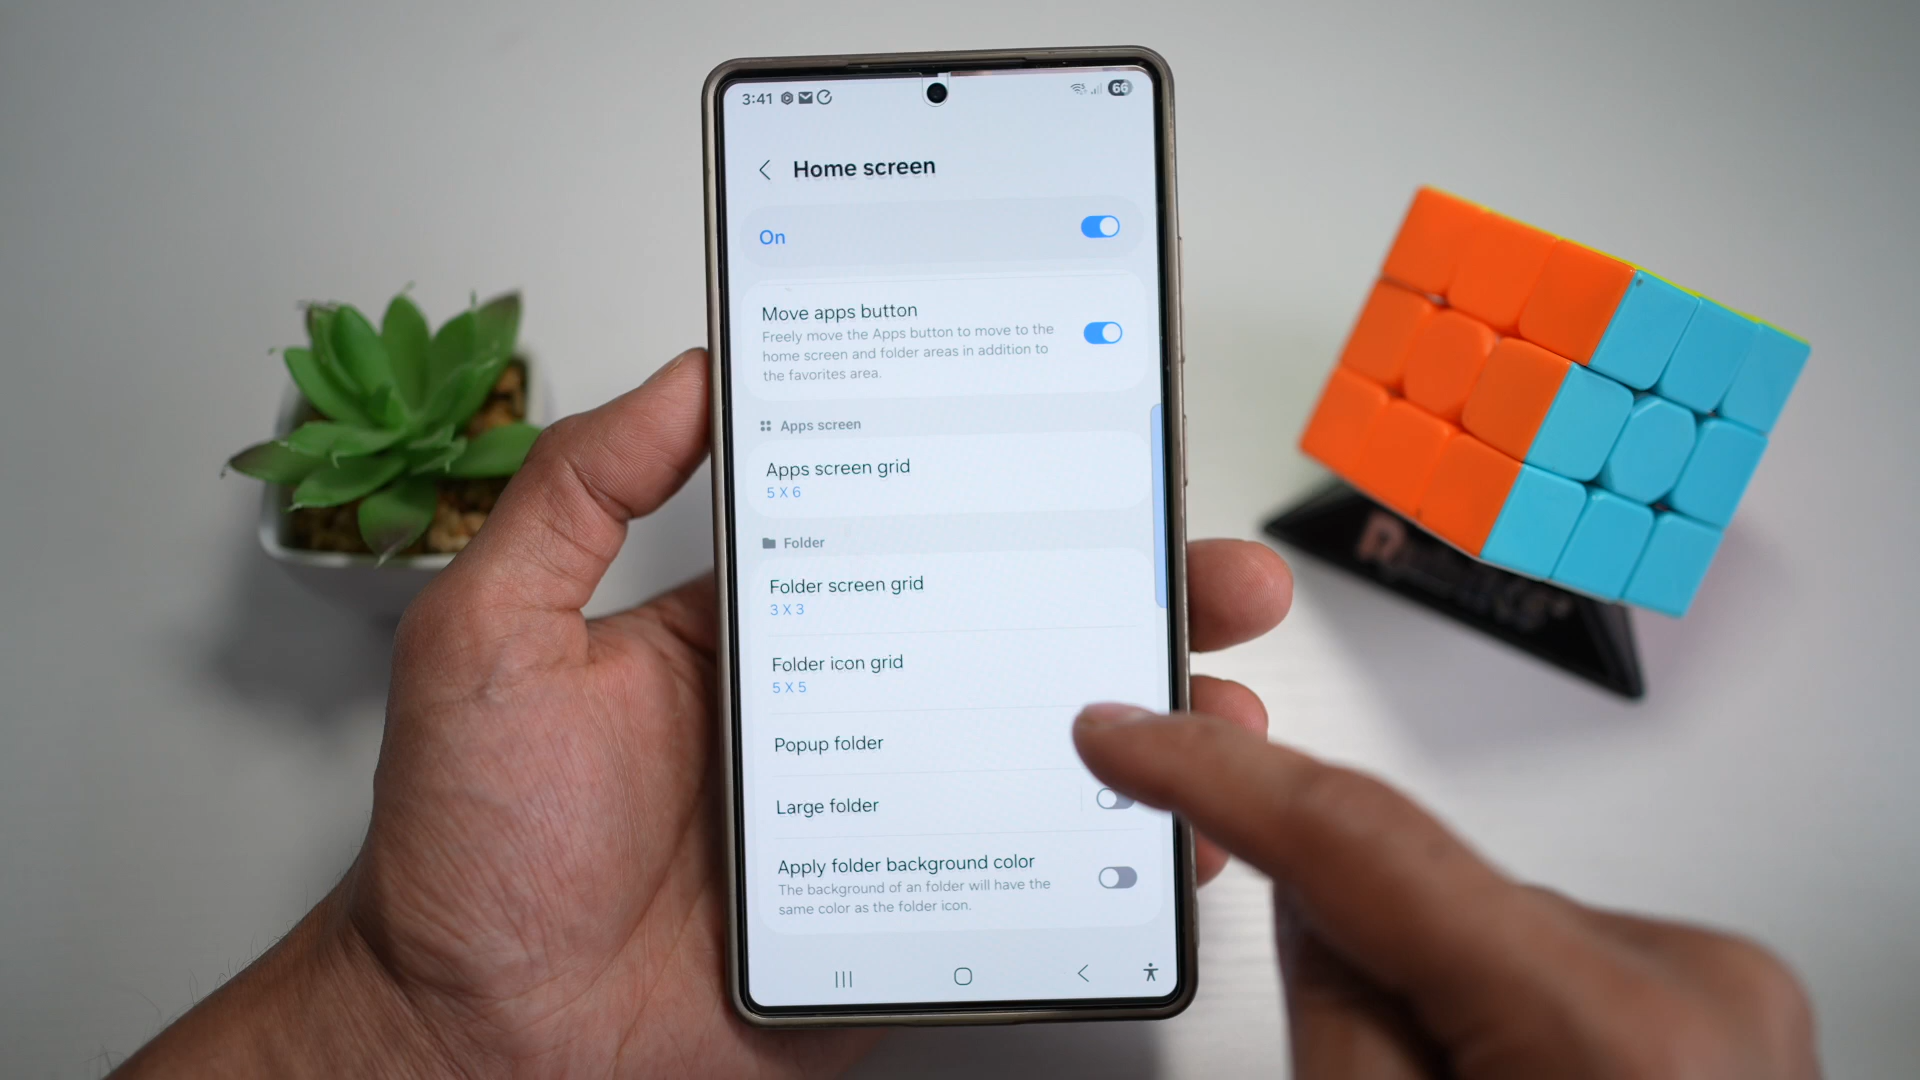 3:41
66
Home screen
On
Move apps button
Freely move the Apps button to move to the
home screen and folder areas in addition to
the favorites area.
Apps screen
Apps screen grid
5 X 6
Folder
Folder screen grid
3 X 3
Folder icon grid
5 X 5
Popup folder
Large folder
Apply folder background color
The background of an folder will have the
same color as the folder icon.